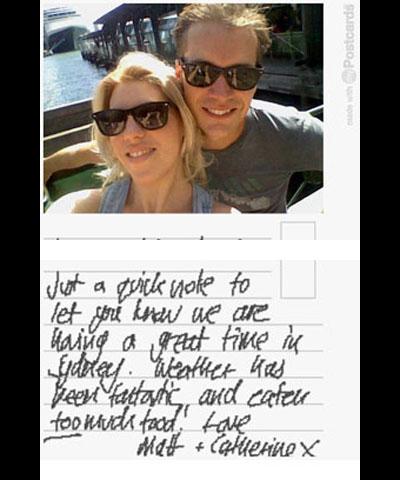 made with Postcards
Just a quick note to
let you know we are
having a great time in
Sydney. Weather has
been fantastic, and eaten
too much food! Love
Matt + Catherine x